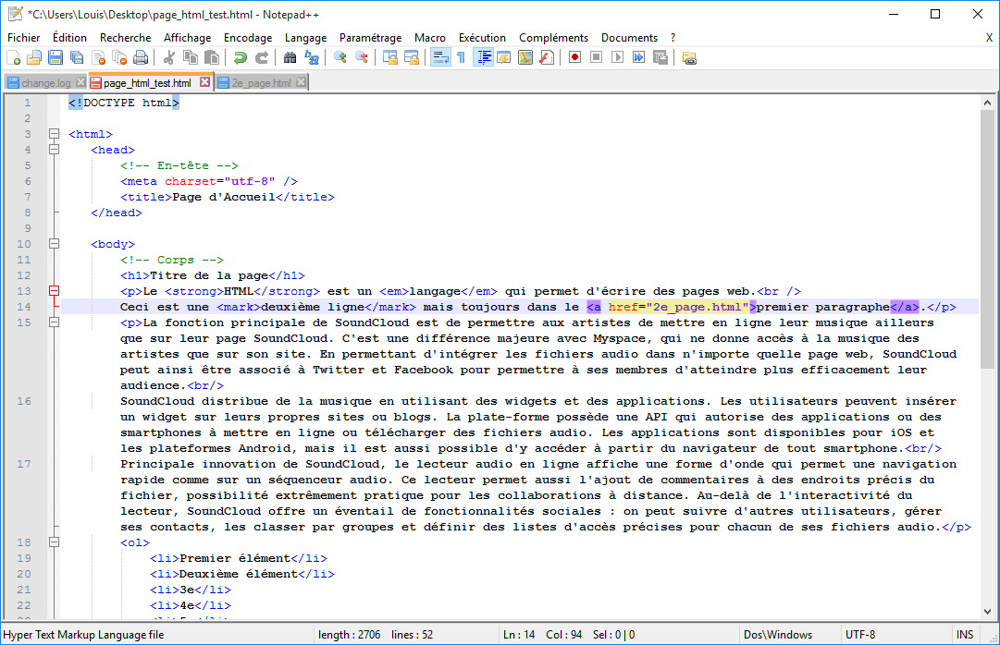 *C:\Users\Louis\Desktop\page_html_test.html - Notepad++
Fichier Édition Recherche Affichage Encodage Langage Paramétrage Macro Exécution Compléments Documents ? X
change.log page_html_test.html 2e_page.html
1 <!DOCTYPE html>
2
3 <html>
4 <head>
5 <!-- En-tête -->
6 <meta charset="utf-8" />
7 <title>Page d'Accueil</title>
8 </head>
9
10 <body>
11 <!-- Corps -->
12 <h1>Titre de la page</h1>
13 <p>Le <strong>HTML</strong> est un <em>langage</em> qui permet d'écrire des pages web.<br />
14 Ceci est une <mark>deuxième ligne</mark> mais toujours dans le <a href="2e_page.html">premier paragraphe</a>.</p>
15 <p>La fonction principale de SoundCloud est de permettre aux artistes de mettre en ligne leur musique ailleurs
que sur leur page SoundCloud. C'est une différence majeure avec Myspace, qui ne donne accès à la musique des
artistes que sur son site. En permettant d'intégrer les fichiers audio dans n'importe quelle page web, SoundCloud
peut ainsi être associé à Twitter et Facebook pour permettre à ses membres d'atteindre plus efficacement leur
audience.<br/>
16 SoundCloud distribue de la musique en utilisant des widgets et des applications. Les utilisateurs peuvent insérer
un widget sur leurs propres sites ou blogs. La plate-forme possède une API qui autorise des applications ou des
smartphones à mettre en ligne ou télécharger des fichiers audio. Les applications sont disponibles pour iOS et
les plateformes Android, mais il est aussi possible d'y accéder à partir du navigateur de tout smartphone.<br/>
17 Principale innovation de SoundCloud, le lecteur audio en ligne affiche une forme d'onde qui permet une navigation
rapide comme sur un séquenceur audio. Ce lecteur permet aussi l'ajout de commentaires à des endroits précis du
fichier, possibilité extrêmement pratique pour les collaborations à distance. Au-delà de l'interactivité du
lecteur, SoundCloud offre un éventail de fonctionnalités sociales : on peut suivre d'autres utilisateurs, gérer
ses contacts, les classer par groupes et définir des listes d'accès précises pour chacun de ses fichiers audio.</p>
18 <ol>
19 <li>Premier élément</li>
20 <li>Deuxième élément</li>
21 <li>3e</li>
22 <li>4e</li>
Hyper Text Markup Language file length : 2706 lines : 52 Ln : 14 Col : 94 Sel : 0 | 0 Dos\Windows UTF-8 INS